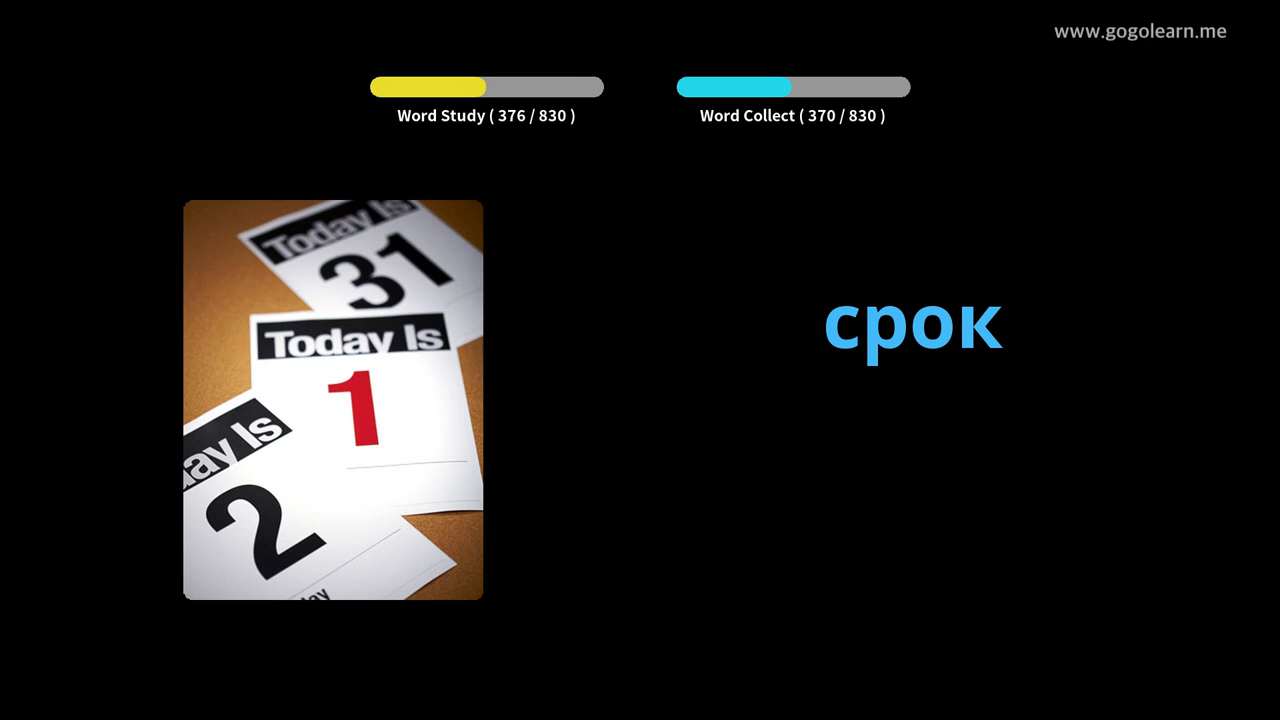 www.gogolearn.me
Word Study ( 376 / 830 )
Word Collect ( 370 / 830 )
Today Is
31
Today Is
1
срок
ay Is
2